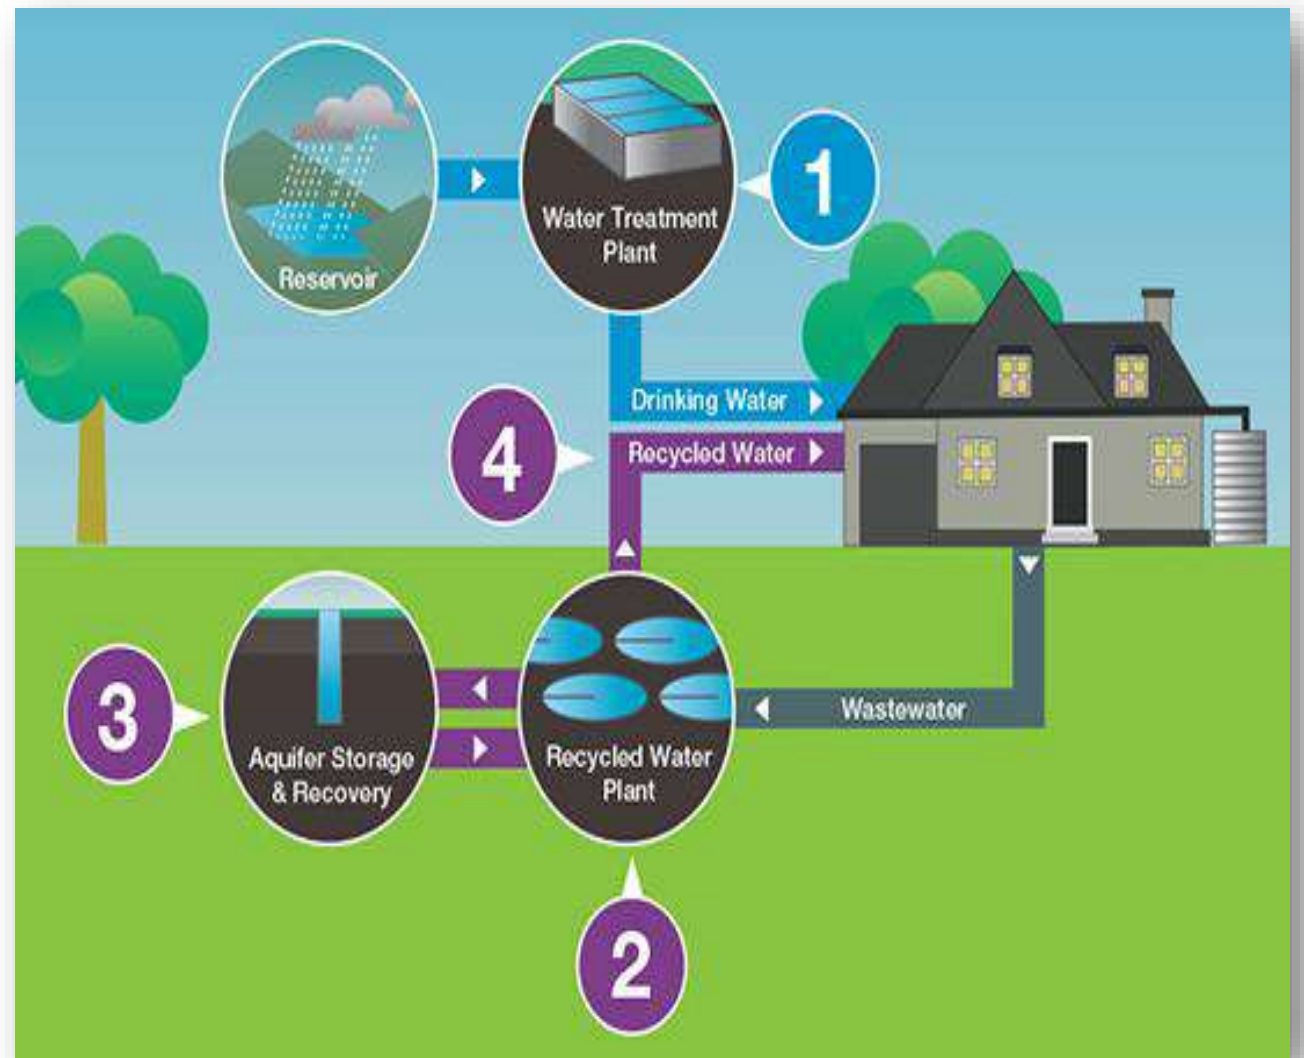 Reservoir
Water Treatment
Plant
1
Drinking Water
4
Recycled Water
3
Aquifer Storage
& Recovery
Recycled Water
Plant
Wastewater
2